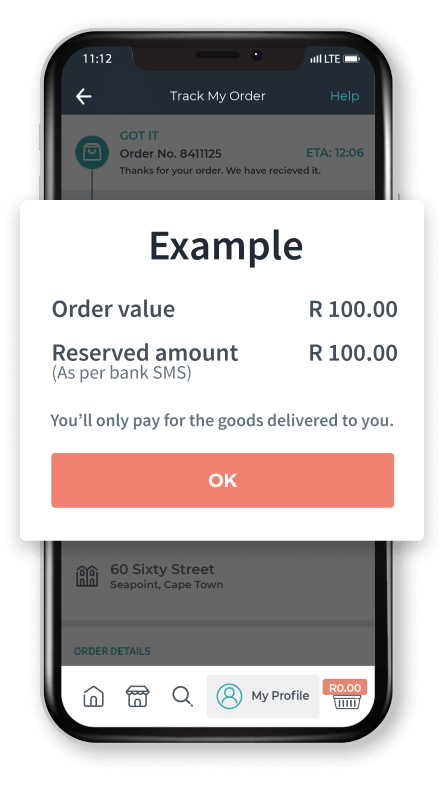 11:12
LTE
Track My Order
Help
GOT IT
Order No. 8411125
ETA: 12:06
Thanks for your order. We have recieved it.
Example
Order value
R 100.00
Reserved amount
R 100.00
(As per bank SMS)
You'll only pay for the goods delivered to you.
OK
60 Sixty Street
Seapoint, Cape Town
ORDER DETAILS
My Profile
R0.00